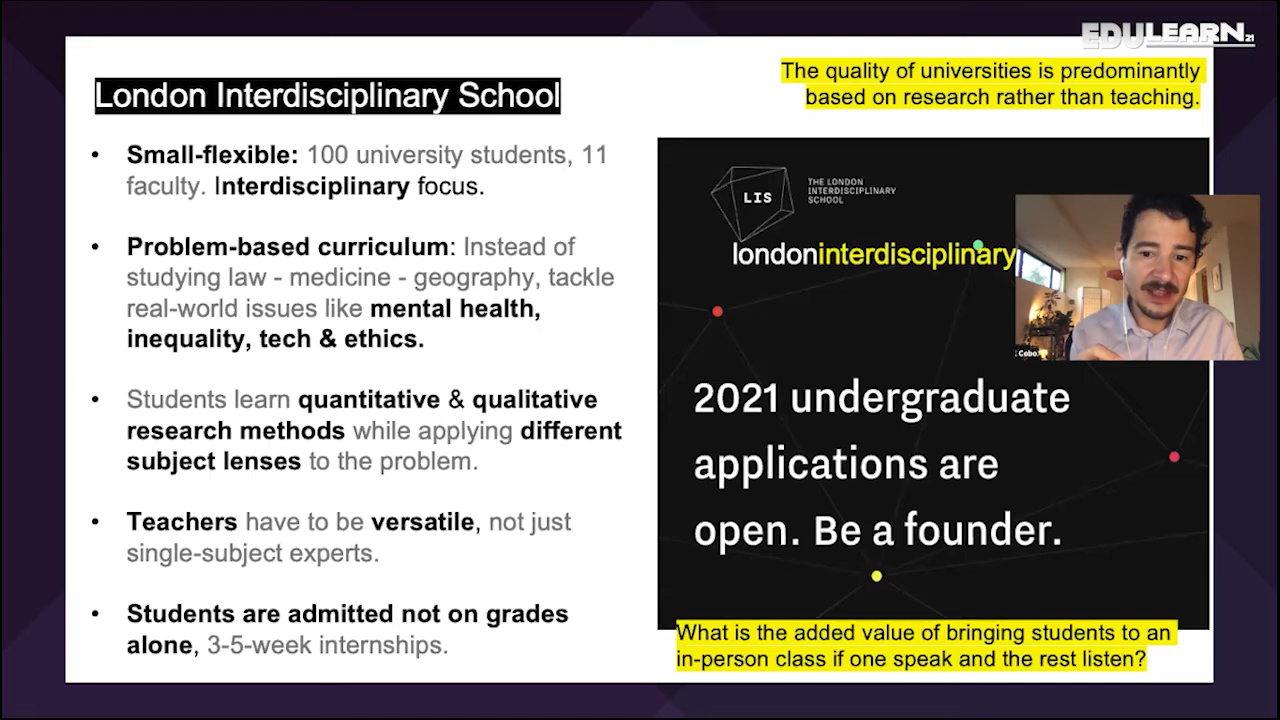 EDULEARN21
The quality of universities is predominantly
based on research rather than teaching.
London Interdisciplinary School
• Small-flexible: 100 university students, 11
faculty. Interdisciplinary focus.
• Problem-based curriculum: Instead of
studying law - medicine - geography, tackle
real-world issues like mental health,
inequality, tech & ethics.
• Students learn quantitative & qualitative
research methods while applying different
subject lenses to the problem.
• Teachers have to be versatile, not just
single-subject experts.
• Students are admitted not on grades
alone, 3-5-week internships.
LIS
THE LONDON
INTERDISCIPLINARY
SCHOOL
londoninterdisciplinary
Cobo
2021 undergraduate
applications are
open. Be a founder.
What is the added value of bringing students to an
in-person class if one speak and the rest listen?